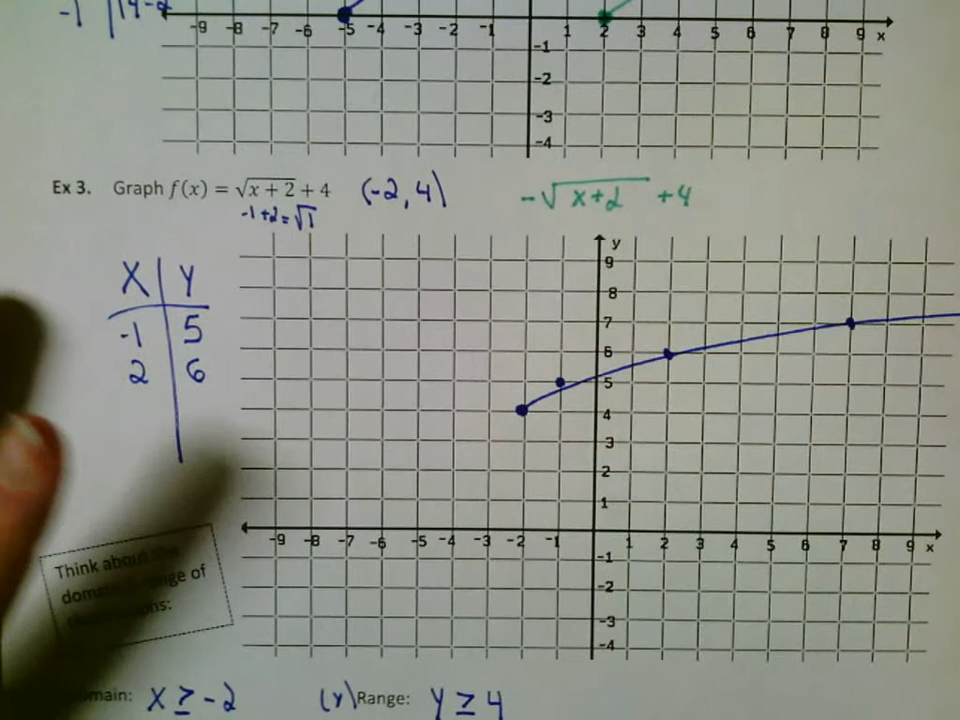 -1
-9 -8 -7 -6 -5 -4 -3 -2 -1 1 2 3 4 5 6 7 8 9 x
-1
-2
-3
-4
Ex 3. Graph f(x) = √x + 2 + 4 (-2, 4) -√x+2 +4
-1+2=√1
y
9
8
7
6
5
4
3
2
1
X Y
-1 5
2 6
-9 -8 -7 -6 -5 -4 -3 -2 -1 1 2 3 4 5 6 7 8 9 x
-1
-2
-3
-4
Think about
range of
main: X ≥ -2 (Y) Range: Y ≥ 4